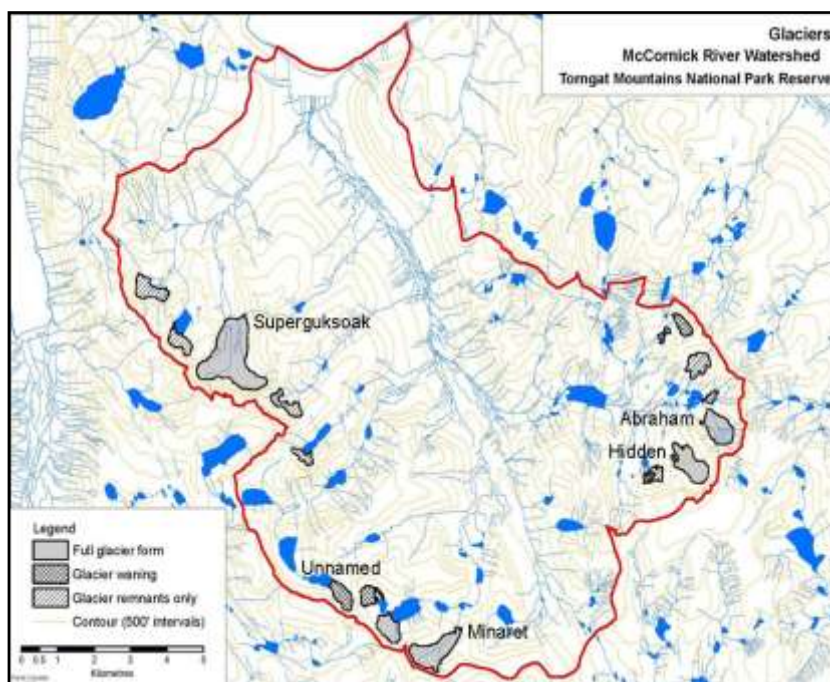 Glaciers
McCornick River Watershed
Torngat Mountains National Park Reserve
Superguksoak
Abraham
Hidden
Unnamed
Minaret
Legend
Full glacier form
Glacier waning
Glacier remnants only
Contour (500' intervals)
0 0.5 1 2 3 4 5
Kilometres